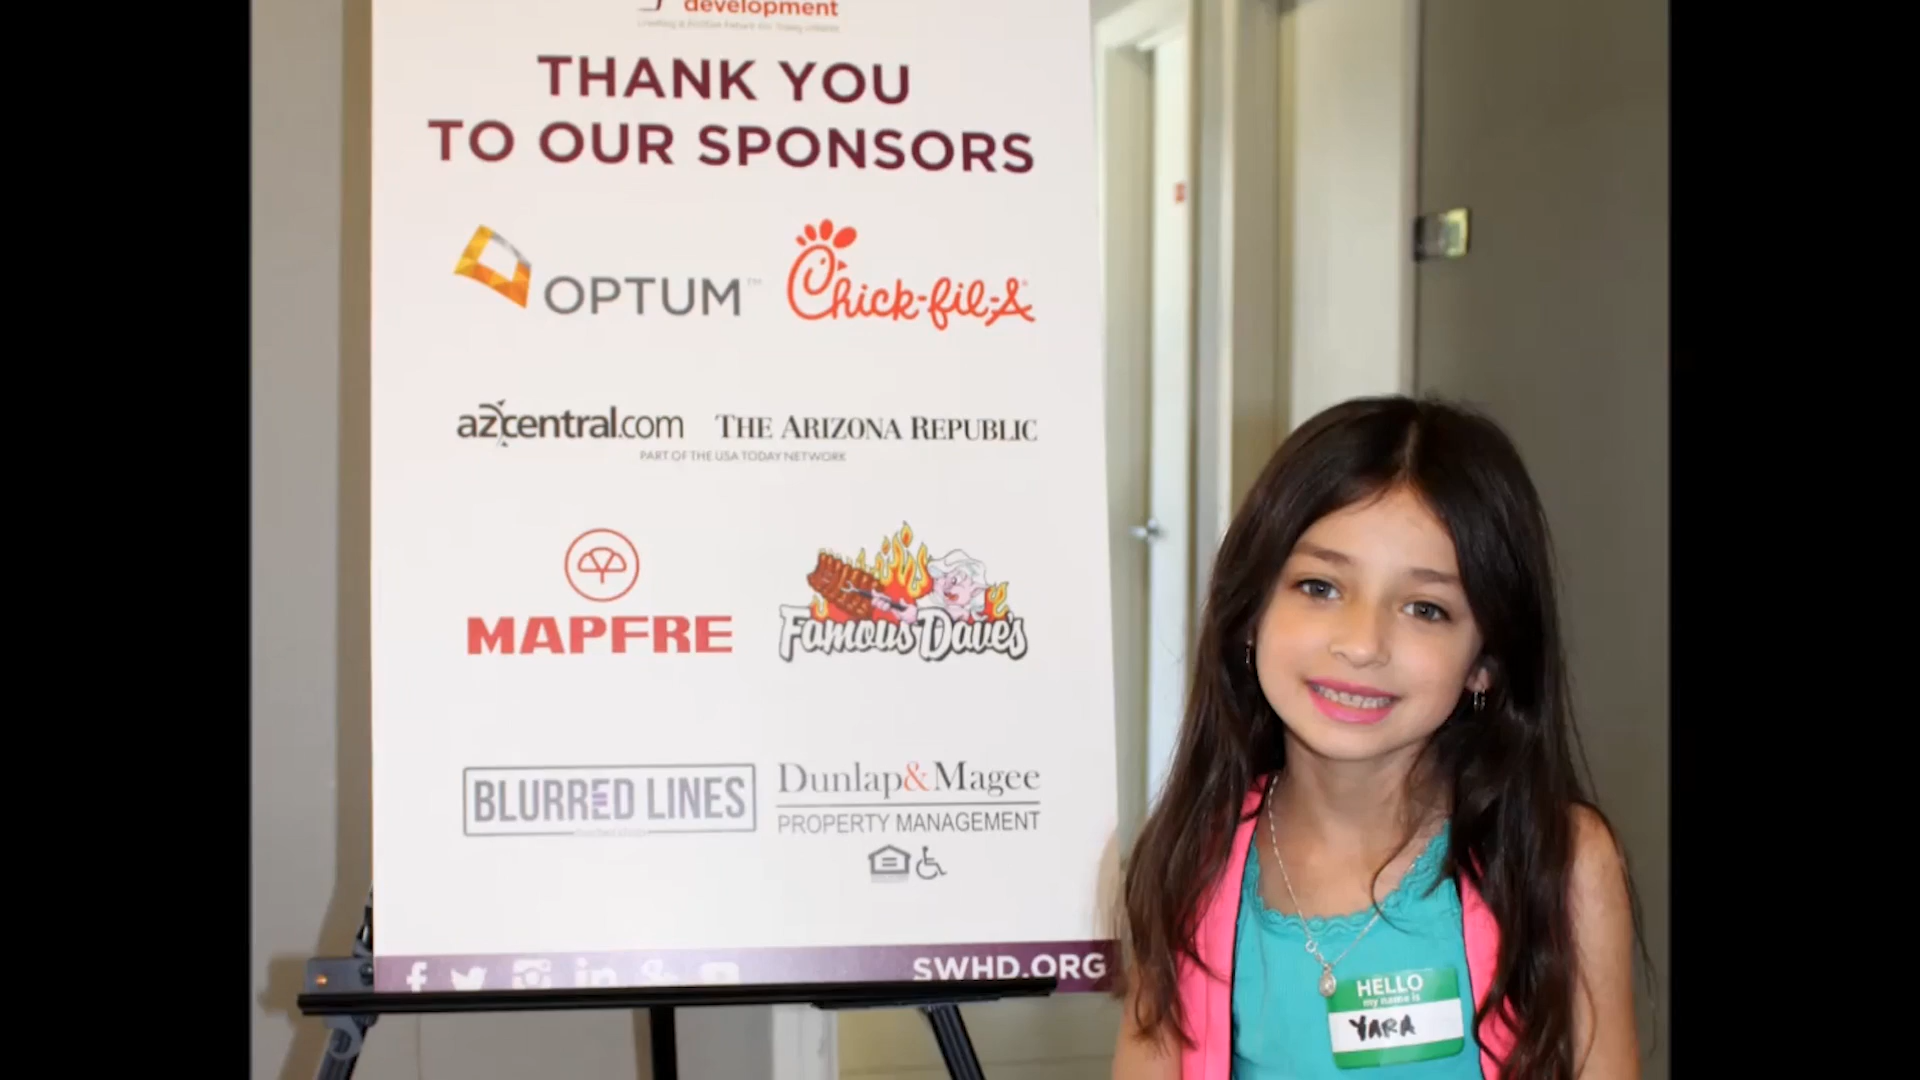 development
THANK YOU
TO OUR SPONSORS
OPTUM™ Chick-fil-A
azcentral.com THE ARIZONA REPUBLIC
PART OF THE USA TODAY NETWORK
MAPFRE Famous Dave's
BLURRED LINES Dunlap&Magee
PROPERTY MANAGEMENT
SWHD.ORG
HELLO
my name is
YARA